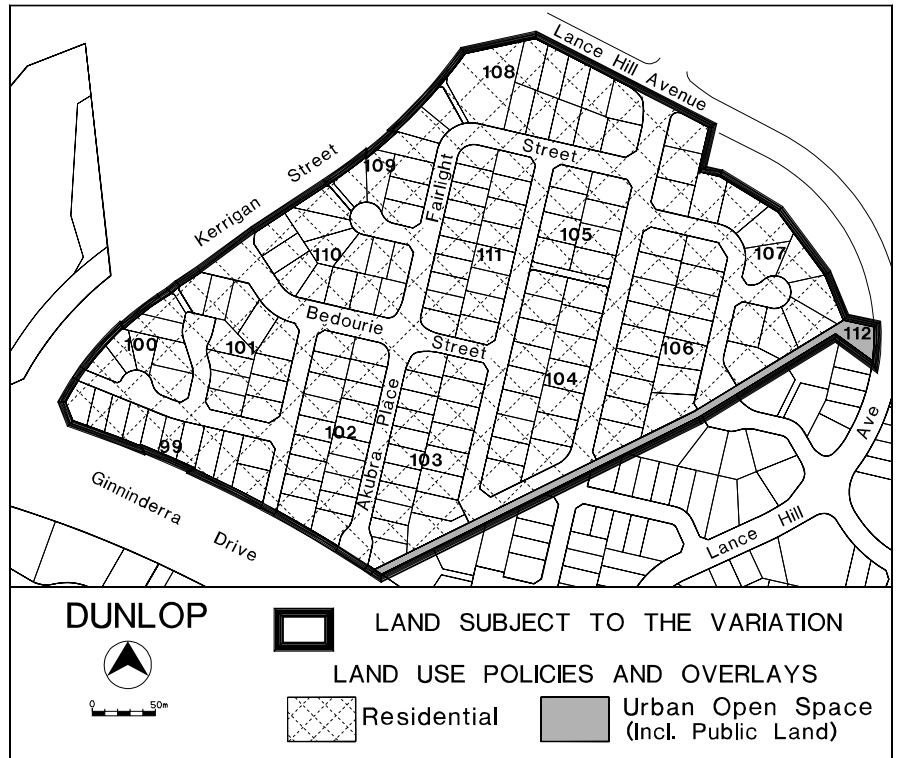 Lance Hill Avenue
108
Street
Fairlight
109
Kerrigan Street
105
110
111
107
Bedourie
Street
112
100
101
106
104
Place
Akubra
102
103
99
Ave
Ginninderra
Drive
Lance Hill
DUNLOP
0 50m
LAND SUBJECT TO THE VARIATION
LAND USE POLICIES AND OVERLAYS
Residential
Urban Open Space
(Incl. Public Land)